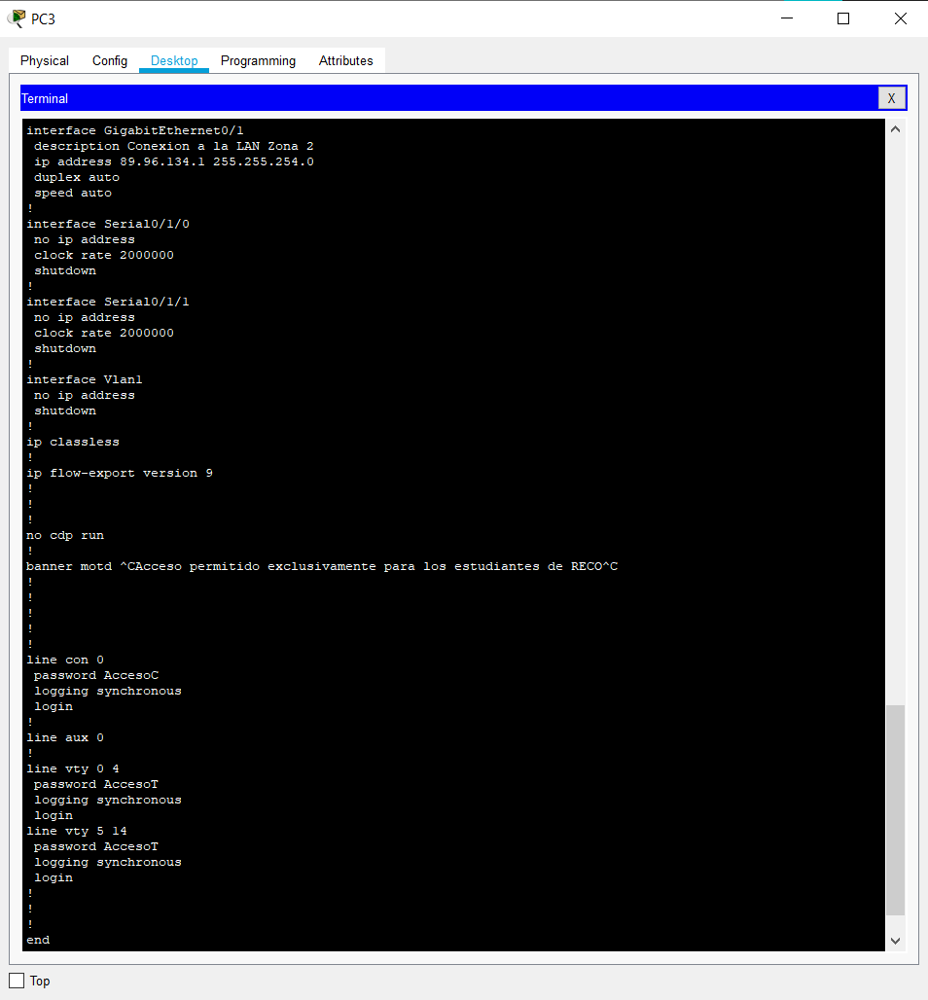 PC3
Physical Config Desktop Programming Attributes
Terminal
X
interface GigabitEthernet0/1
 description Conexion a la LAN Zona 2
 ip address 89.96.134.1 255.255.254.0
 duplex auto
 speed auto
!
interface Serial0/1/0
 no ip address
 clock rate 2000000
 shutdown
!
interface Serial0/1/1
 no ip address
 clock rate 2000000
 shutdown
!
interface Vlan1
 no ip address
 shutdown
!
ip classless
!
ip flow-export version 9
!
!
!
no cdp run
!
banner motd ^CAcceso permitido exclusivamente para los estudiantes de RECO^C
!
!
!
!
!
line con 0
 password AccesoC
 logging synchronous
 login
!
line aux 0
!
line vty 0 4
 password AccesoT
 logging synchronous
 login
line vty 5 14
 password AccesoT
 logging synchronous
 login
!
!
!
end
Top